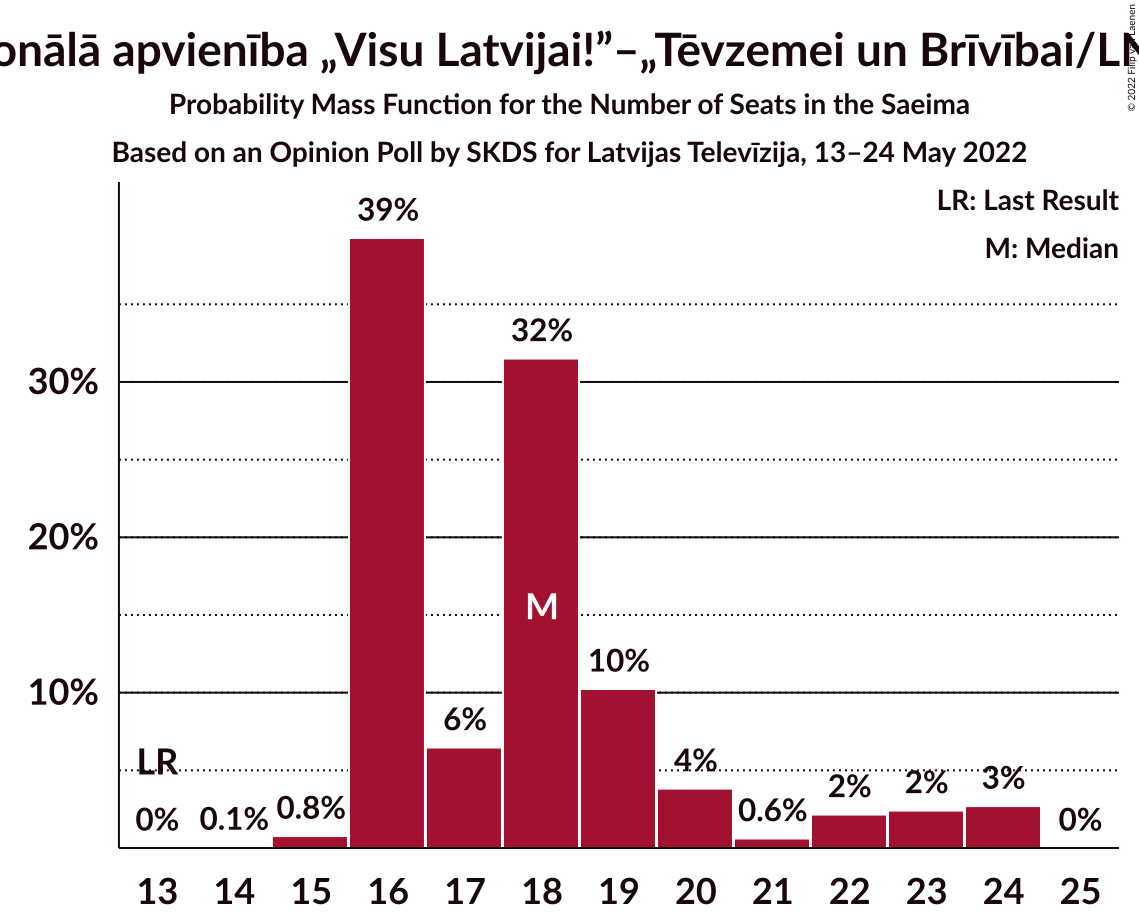 onālā apvienība „Visu Latvijai!”–„Tēvzemei un Brīvībai/LN
Probability Mass Function for the Number of Seats in the Saeima
Based on an Opinion Poll by SKDS for Latvijas Televīzija, 13–24 May 2022
© 2022 Filip van Laenen
LR: Last Result
M: Median
39%
32%
30%
20%
M
10%
10%
6%
LR
4%
0%
0.1%
0.8%
0.6%
2%
2%
3%
0%
13 14 15 16 17 18 19 20 21 22 23 24 25